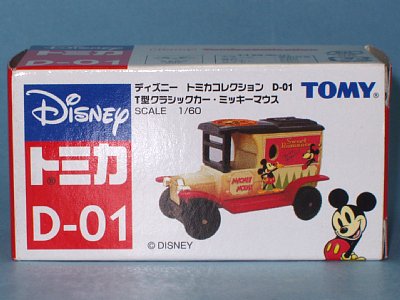 DISNEY
トミカ
D-01
ディズニー トミカコレクション D-01
T型クラシックカー・ミッキーマウス
SCALE 1/60
TOMY
MICKEY
MOUSE
© DISNEY